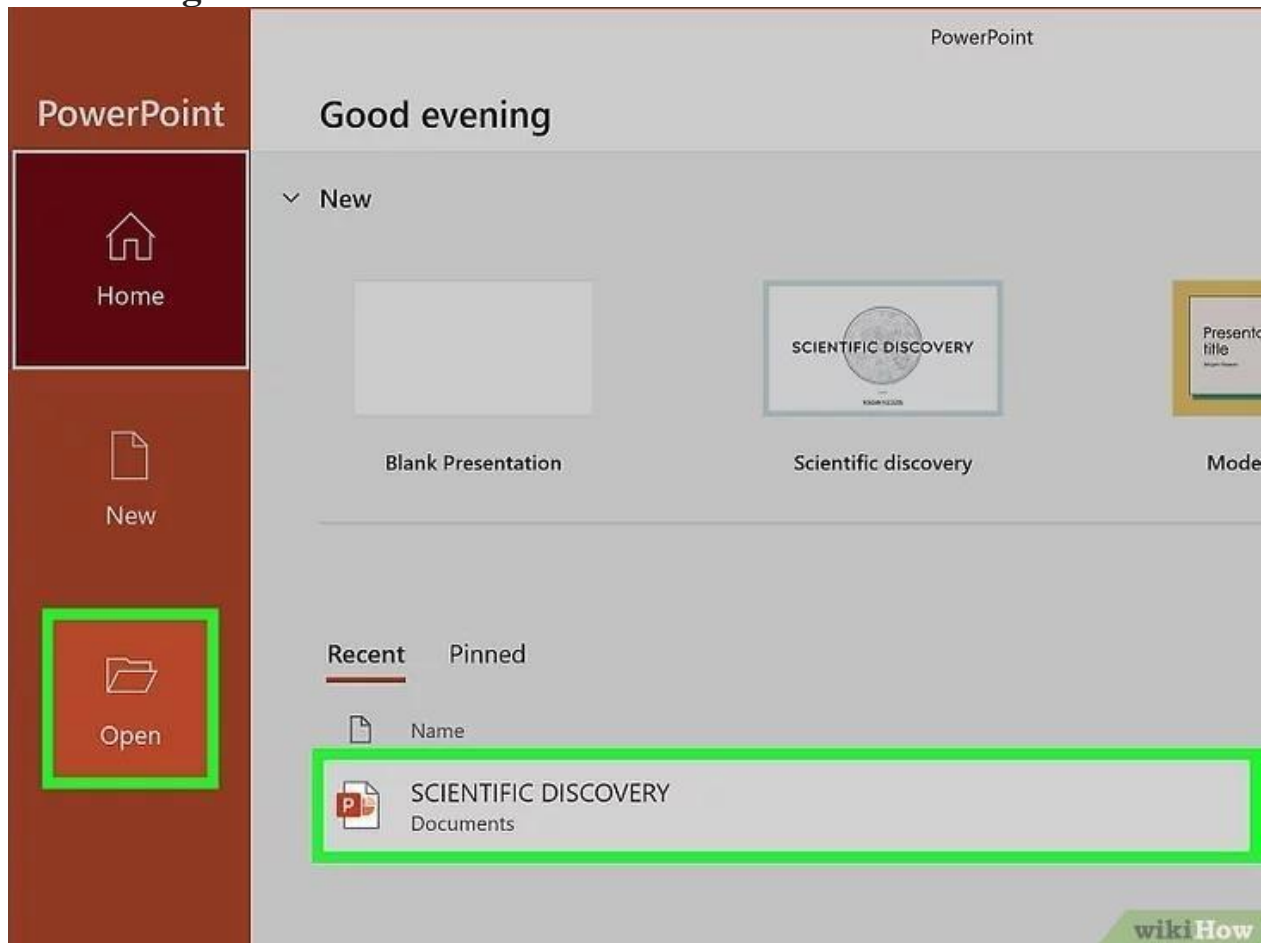 PowerPoint
PowerPoint
Good evening
New
Home
SCIENTIFIC DISCOVERY
title
Blank Presentation
Scientific discovery
New
Recent
Pinned
Open
Name
SCIENTIFIC DISCOVERY
Documents
wikiHow